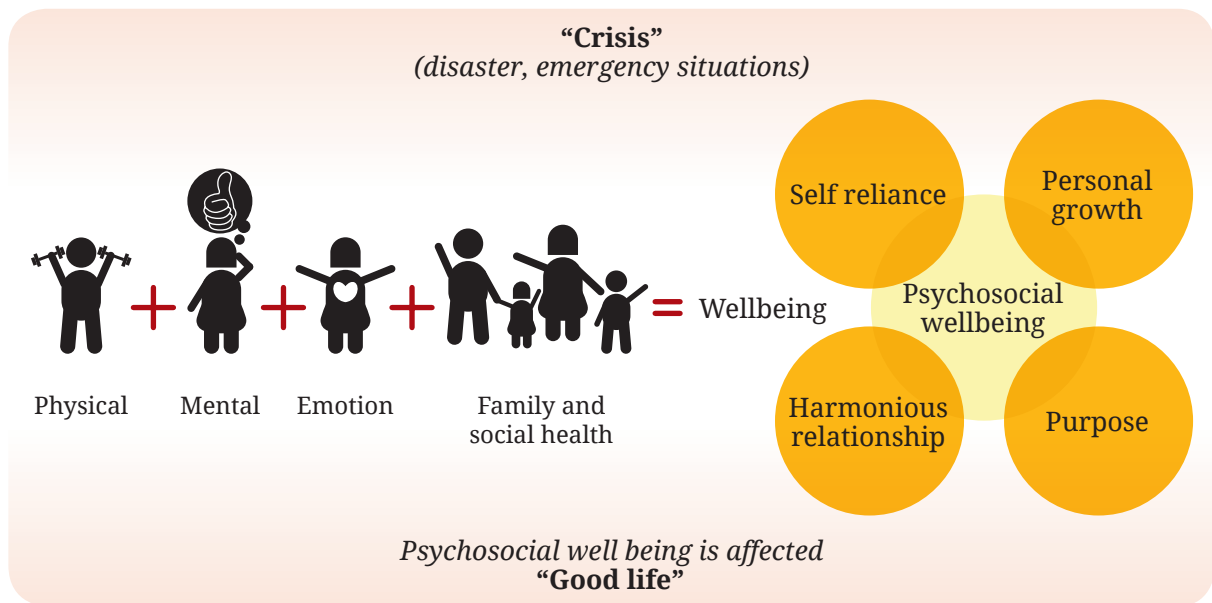 “Crisis”
(disaster, emergency situations)
Self reliance
Personal
growth
Psychosocial
wellbeing
Wellbeing
Harmonious
relationship
Purpose
Physical
Mental
Emotion
Family and
social health
Psychosocial well being is affected
“Good life”